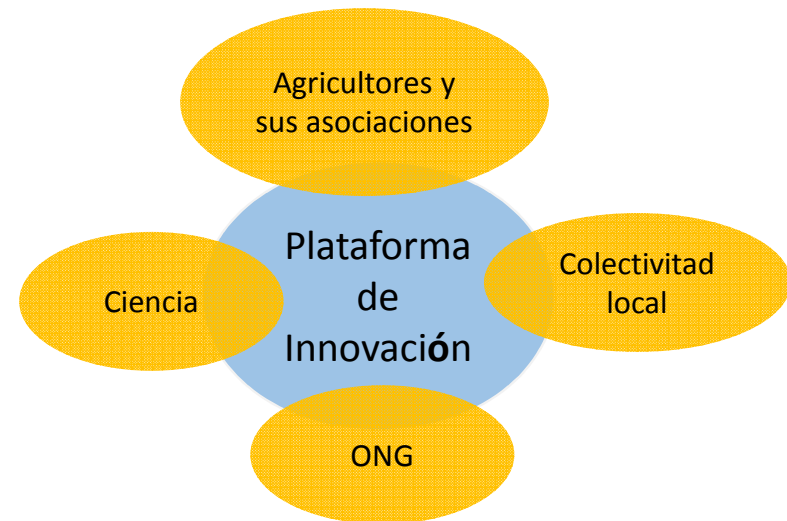 Agricultores y
sus asociaciones
Plataforma
de
Innovación
Ciencia
Colectivitad
local
ONG